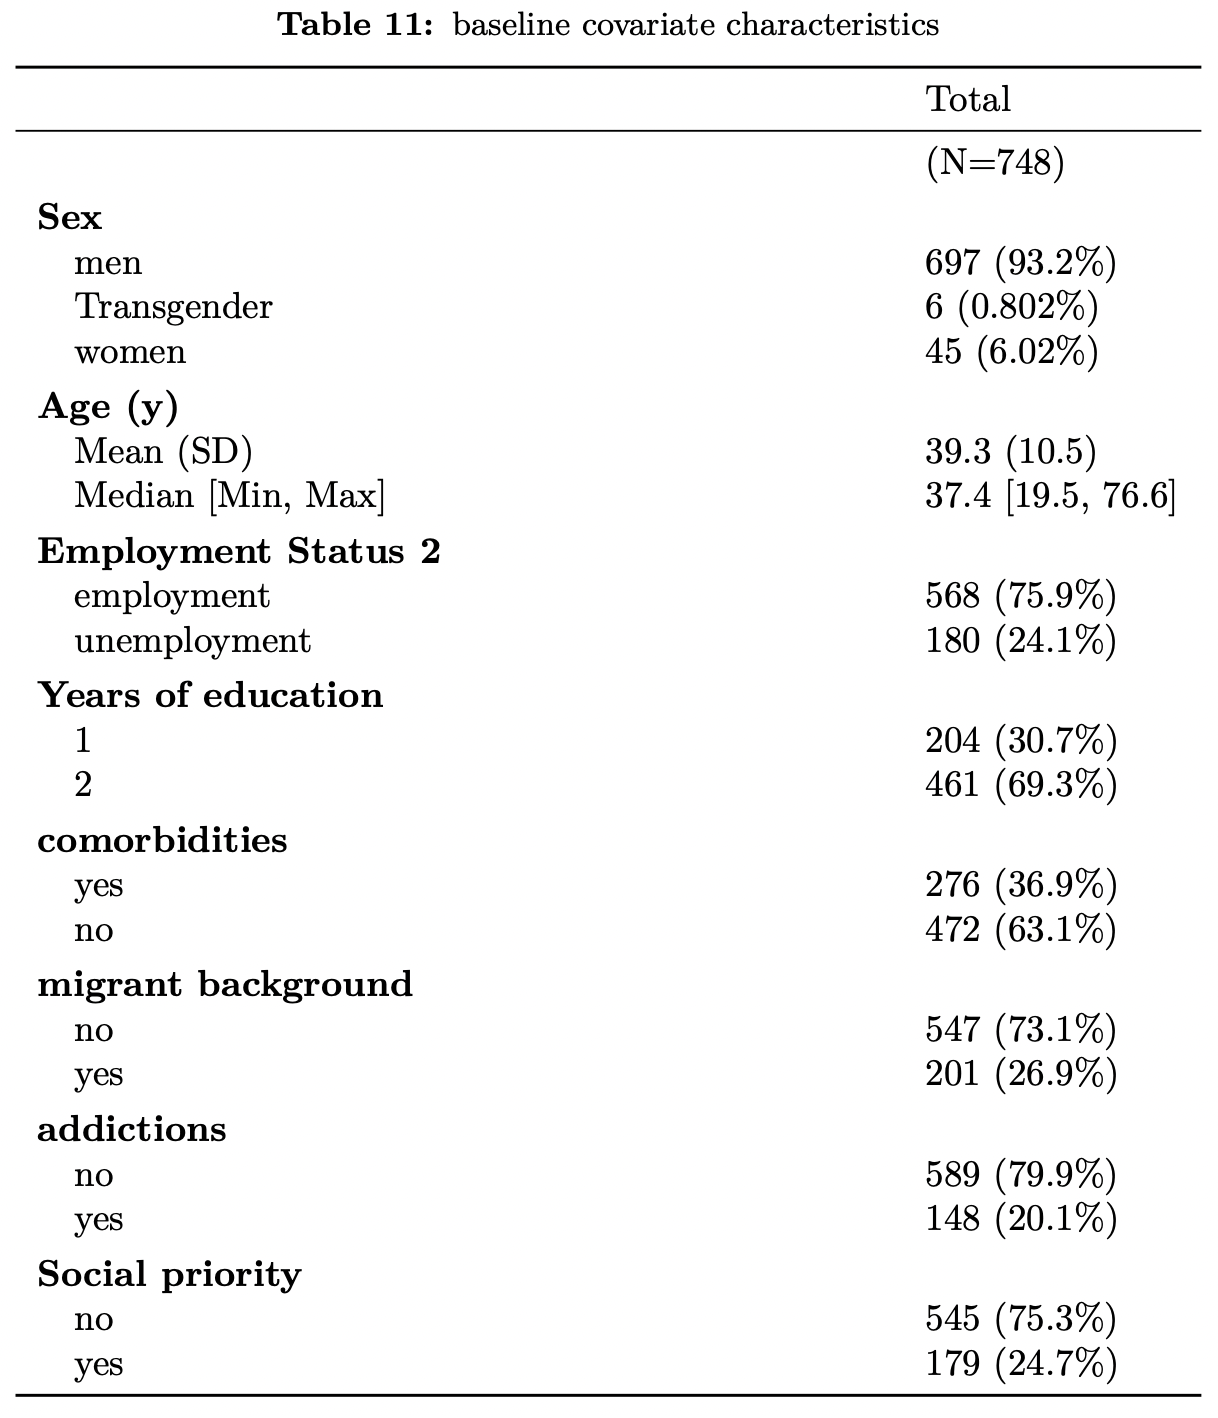 Table 11: baseline covariate characteristics
Total
(N=748)
Sex
men 697 (93.2%)
Transgender 6 (0.802%)
women 45 (6.02%)
Age (y)
Mean (SD) 39.3 (10.5)
Median [Min, Max] 37.4 [19.5, 76.6]
Employment Status 2
employment 568 (75.9%)
unemployment 180 (24.1%)
Years of education
1 204 (30.7%)
2 461 (69.3%)
comorbidities
yes 276 (36.9%)
no 472 (63.1%)
migrant background
no 547 (73.1%)
yes 201 (26.9%)
addictions
no 589 (79.9%)
yes 148 (20.1%)
Social priority
no 545 (75.3%)
yes 179 (24.7%)